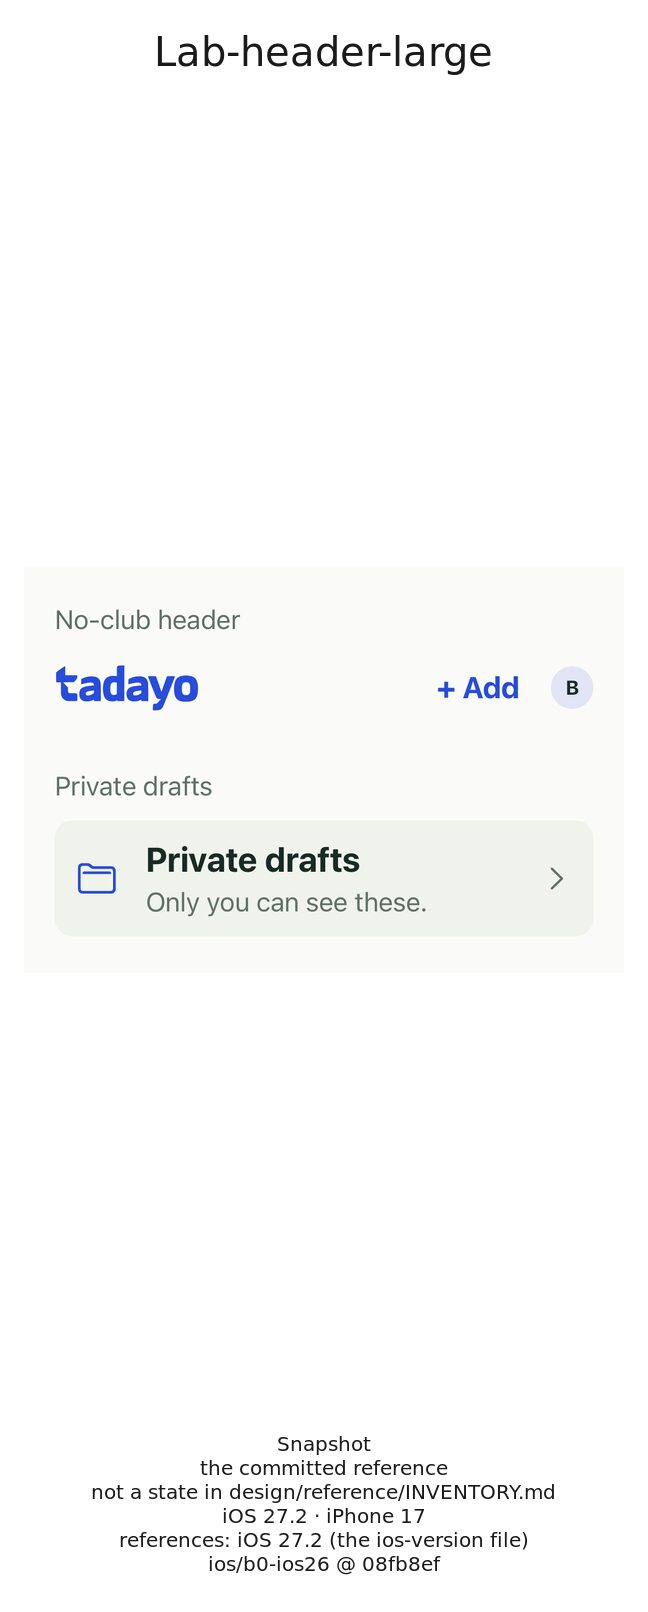 Lab-header-large
No-club header
tadayo
+ Add
B
Private drafts
Private drafts
Only you can see these.
Snapshot
the committed reference
not a state in design/reference/INVENTORY.md
iOS 27.2 · iPhone 17
references: iOS 27.2 (the ios-version file)
ios/b0-ios26 @ 08fb8ef